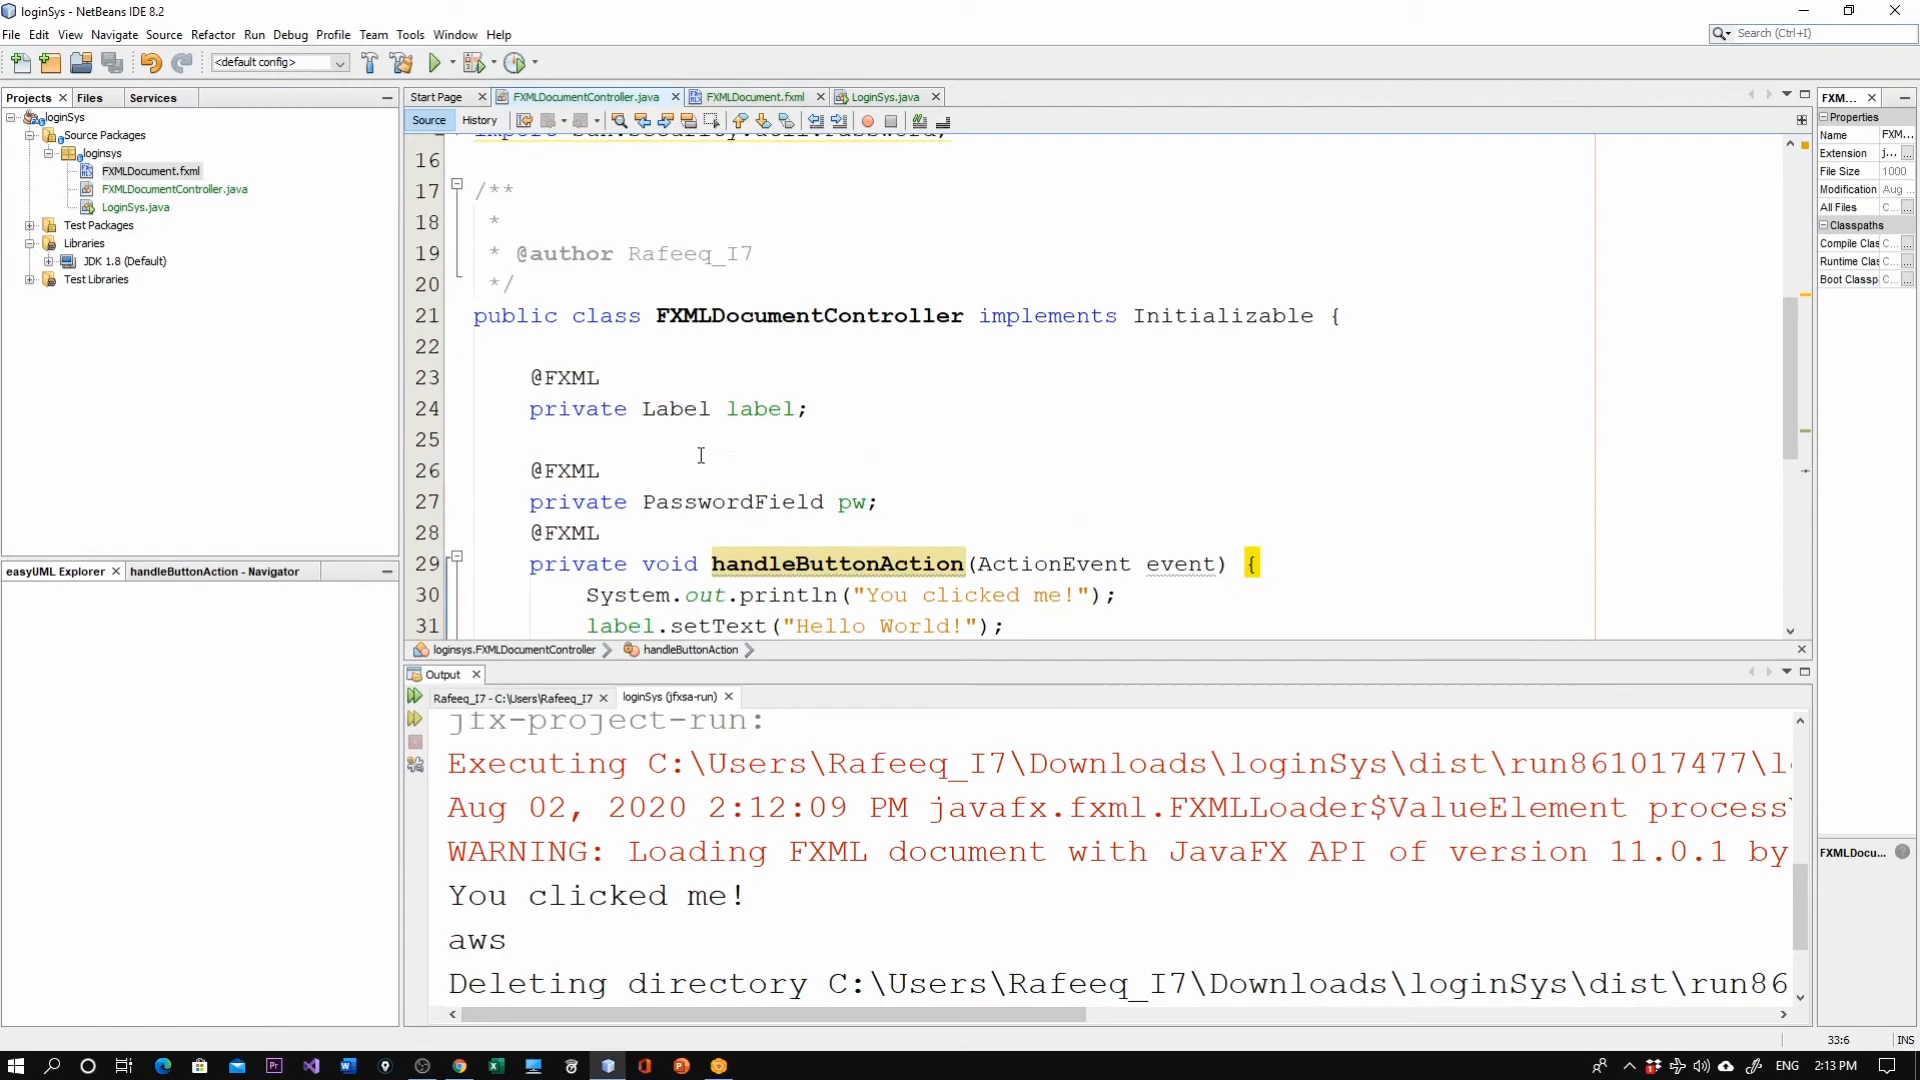 loginSys - NetBeans IDE 8.2
File Edit View Navigate Source Refactor Run Debug Profile Team Tools Window Help
Search (Ctrl+I)
<default config>
Projects Files Services
loginSys
Source Packages
loginsys
FXMLDocument.fxml
FXMLDocumentController.java
LoginSys.java
Test Packages
Libraries
JDK 1.8 (Default)
Test Libraries
easyUML Explorer handleButtonAction - Navigator
Start Page FXMLDocumentController.java FXMLDocument.fxml LoginSys.java
Source History
import sun.security.util.Password;
16
17 /**
18 *
19 * @author Rafeeq_I7
20 */
21 public class FXMLDocumentController implements Initializable {
22
23 @FXML
24 private Label label;
25
26 @FXML
27 private PasswordField pw;
28 @FXML
29 private void handleButtonAction(ActionEvent event) {
30 System.out.println("You clicked me!");
31 label.setText("Hello World!");
loginsys.FXMLDocumentController handleButtonAction
Output
Rafeeq_I7 - C:\Users\Rafeeq_I7 loginSys (jfxsa-run)
jfx-project-run:
Executing C:\Users\Rafeeq_I7\Downloads\loginSys\dist\run861017477\l
Aug 02, 2020 2:12:09 PM javafx.fxml.FXMLLoader$ValueElement process
WARNING: Loading FXML document with JavaFX API of version 11.0.1 by
You clicked me!
aws
Deleting directory C:\Users\Rafeeq_I7\Downloads\loginSys\dist\run86
FXM...
Properties
Name FXM...
Extension j... ...
File Size 1000
Modification Aug ...
All Files C... ...
Classpaths
Compile Clas C... ...
Runtime Clas C... ...
Boot Classp C... ...
FXMLDocu...
33:6 INS
ENG 2:13 PM